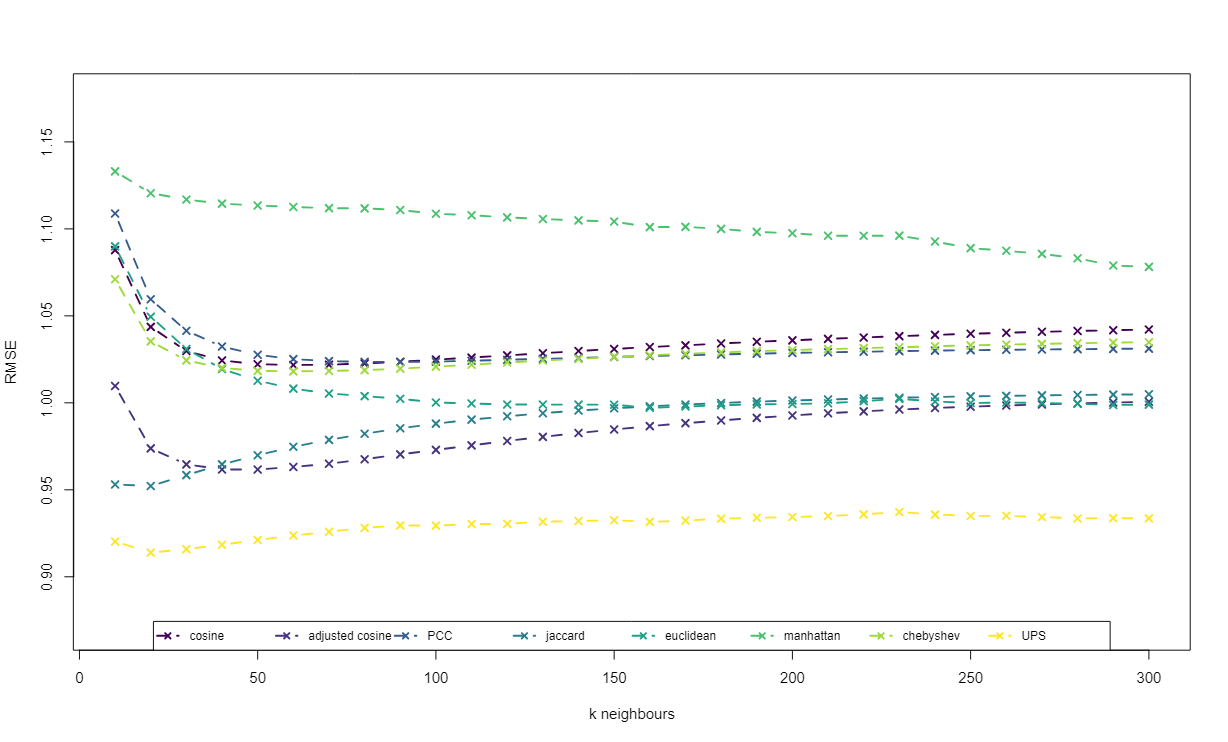 RMSE
1.15
1.10
1.05
1.00
0.95
0.90
cosine adjusted cosine PCC jaccard euclidean manhattan chebyshev UPS
0 50 100 150 200 250 300
k neighbours